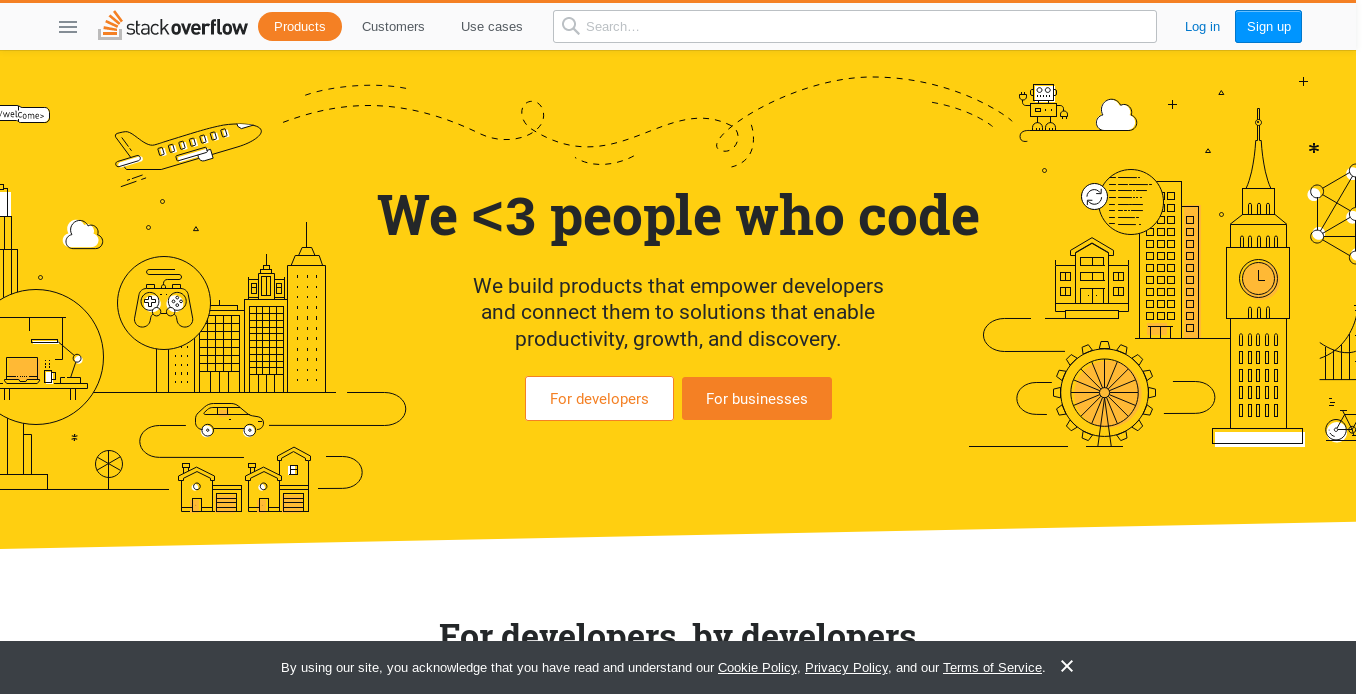 stack overflow Products Customers Use cases Search… Log in Sign up
/welcome>
We <3 people who code
We build products that empower developers
and connect them to solutions that enable
productivity, growth, and discovery.
For developers For businesses
For developers, by developers
By using our site, you acknowledge that you have read and understand our Cookie Policy, Privacy Policy, and our Terms of Service.